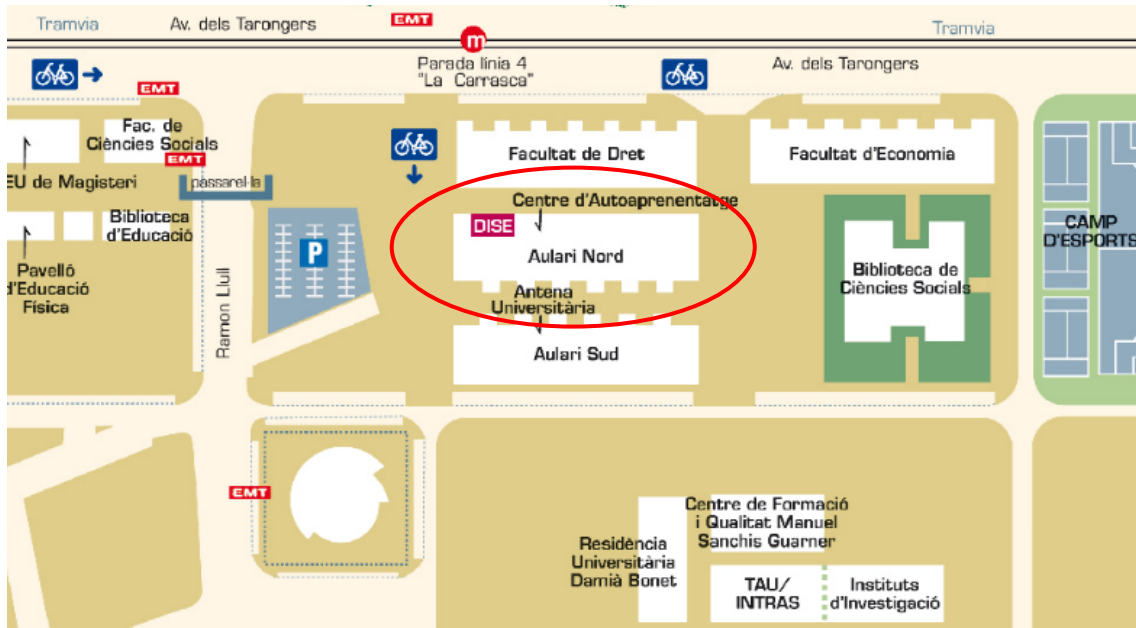 Tramvia
Av. dels Tarongers
EMT
Tramvia
m
Parada línia 4
"La Carrasca"
Av. dels Tarongers
EMT
Fac. de
Ciències Socials
EMT
EU de Magisteri
passarel·la
Biblioteca
d'Educació
Pavelló
d'Educació
Física
Ramon Llull
P
Facultat de Dret
Facultat d'Economia
Centre d'Autoaprenentatge
DISE
Aulari Nord
Antena
Universitària
Aulari Sud
Biblioteca de
Ciències Socials
CAMP
D'ESPORTS
EMT
Residència
Universitària
Damià Bonet
Centre de Formació
i Qualitat Manuel
Sanchis Guarner
TAU/
INTRAS
Instituts
d'Investigació